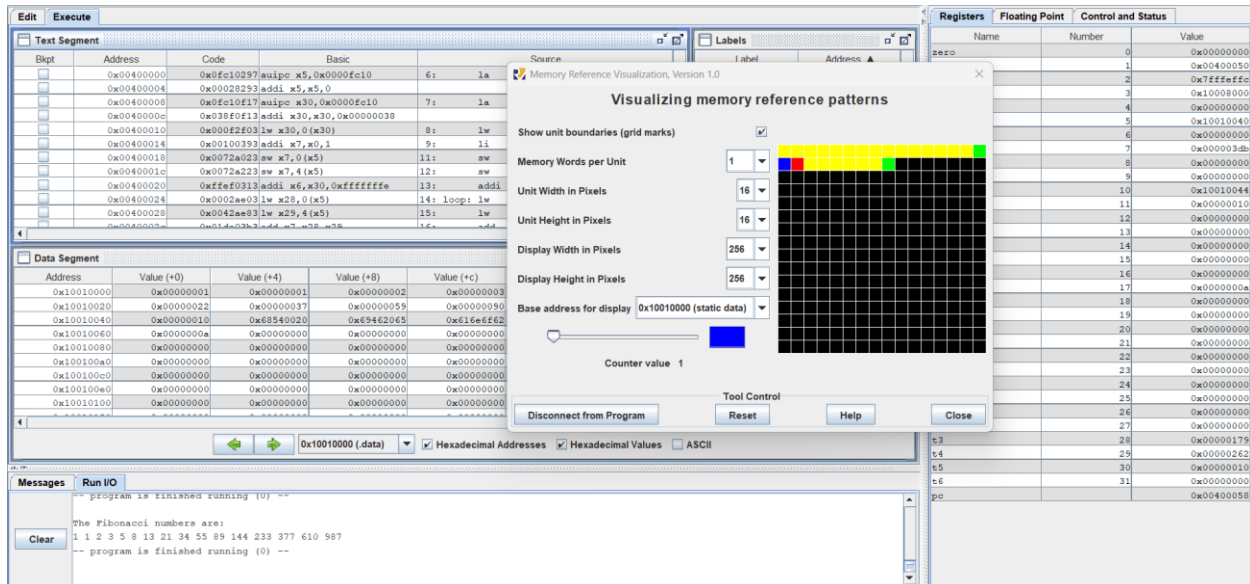 Edit Execute
Text Segment
Bkpt Address Code Basic Source
0x00400000 0x0fc10297 auipc x5,0x0000fc10 6: la
0x00400004 0x00028293 addi x5,x5,0
0x00400008 0x0fc10f17 auipc x30,0x0000fc10 7: la
0x0040000c 0x038f0f13 addi x30,x30,0x00000038
0x00400010 0x000f2f03 lw x30,0(x30) 8: lw
0x00400014 0x00100393 addi x7,x0,1 9: li
0x00400018 0x0072a023 sw x7,0(x5) 11: sw
0x0040001c 0x0072a223 sw x7,4(x5) 12: sw
0x00400020 0xffef0313 addi x6,x30,0xfffffffe 13: addi
0x00400024 0x0002ae03 lw x28,0(x5) 14: loop: lw
0x00400028 0x0042ae83 lw x29,4(x5) 15: lw
Labels
Label Address ▲
Data Segment
Address Value (+0) Value (+4) Value (+8) Value (+c)
0x10010000 0x00000001 0x00000001 0x00000002 0x00000003
0x10010020 0x00000022 0x00000037 0x00000059 0x00000090
0x10010040 0x00000010 0x68540020 0x69462065 0x616e6f62
0x10010060 0x0000000a 0x00000000 0x00000000 0x00000000
0x10010080 0x00000000 0x00000000 0x00000000 0x00000000
0x100100a0 0x00000000 0x00000000 0x00000000 0x00000000
0x100100c0 0x00000000 0x00000000 0x00000000 0x00000000
0x100100e0 0x00000000 0x00000000 0x00000000 0x00000000
0x10010100 0x00000000 0x00000000 0x00000000 0x00000000
0x10010000 (.data) Hexadecimal Addresses Hexadecimal Values ASCII
Memory Reference Visualization, Version 1.0
Visualizing memory reference patterns
Show unit boundaries (grid marks)
Memory Words per Unit 1
Unit Width in Pixels 16
Unit Height in Pixels 16
Display Width in Pixels 256
Display Height in Pixels 256
Base address for display 0x10010000 (static data)
Counter value 1
Tool Control
Disconnect from Program Reset Help Close
Messages Run I/O
-- program is finished running (0) --
The Fibonacci numbers are:
1 1 2 3 5 8 13 21 34 55 89 144 233 377 610 987
-- program is finished running (0) --
Clear
Registers Floating Point Control and Status
Name Number Value
zero 0 0x00000000
1 0x00400050
2 0x7fffeffc
3 0x10008000
4 0x00000000
5 0x10010040
6 0x00000000
7 0x000003db
8 0x00000000
9 0x00000000
10 0x10010044
11 0x00000010
12 0x00000000
13 0x00000000
14 0x00000000
15 0x00000000
16 0x00000000
17 0x0000000a
18 0x00000000
19 0x00000000
20 0x00000000
21 0x00000000
22 0x00000000
23 0x00000000
24 0x00000000
25 0x00000000
26 0x00000000
27 0x00000000
t3 28 0x00000179
t4 29 0x00000262
t5 30 0x00000010
t6 31 0x00000000
pc 0x00400058